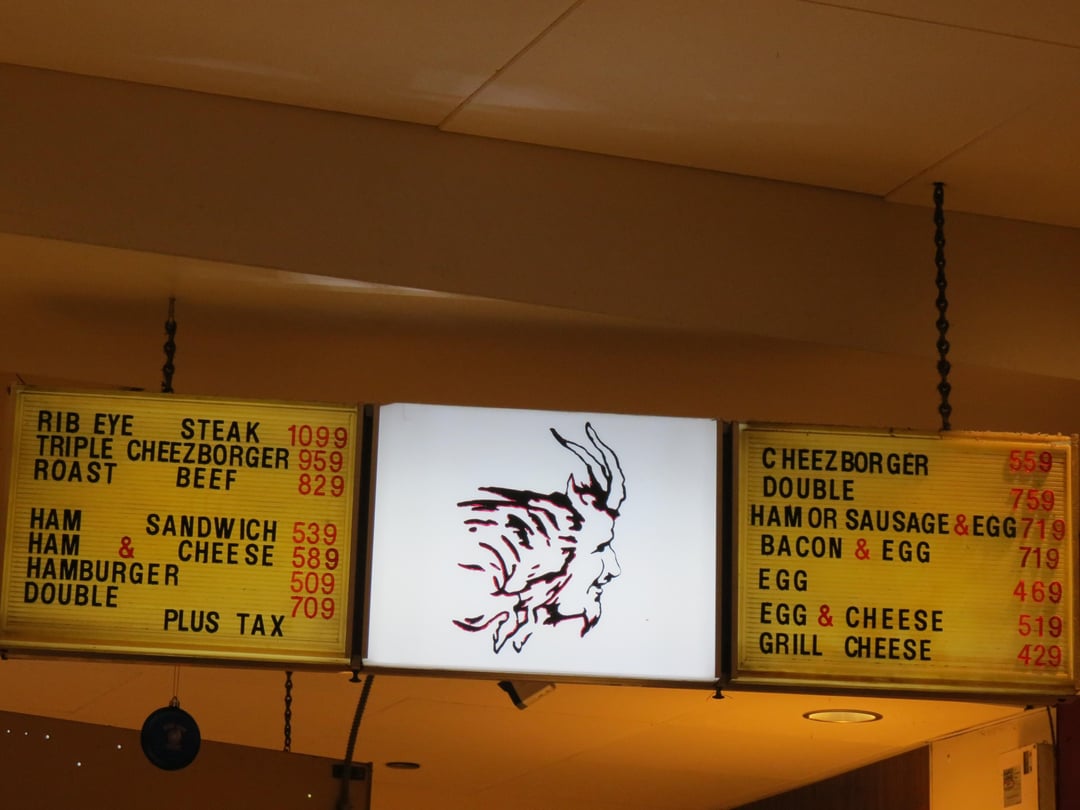 RIB EYE STEAK 1099
TRIPLE CHEEZBORGER 959
ROAST BEEF 829
HAM SANDWICH 539
HAM & CHEESE 589
HAMBURGER 509
DOUBLE 709
PLUS TAX
CHEEZBORGER 559
DOUBLE 759
HAM OR SAUSAGE & EGG 719
BACON & EGG 719
EGG 469
EGG & CHEESE 519
GRILL CHEESE 429